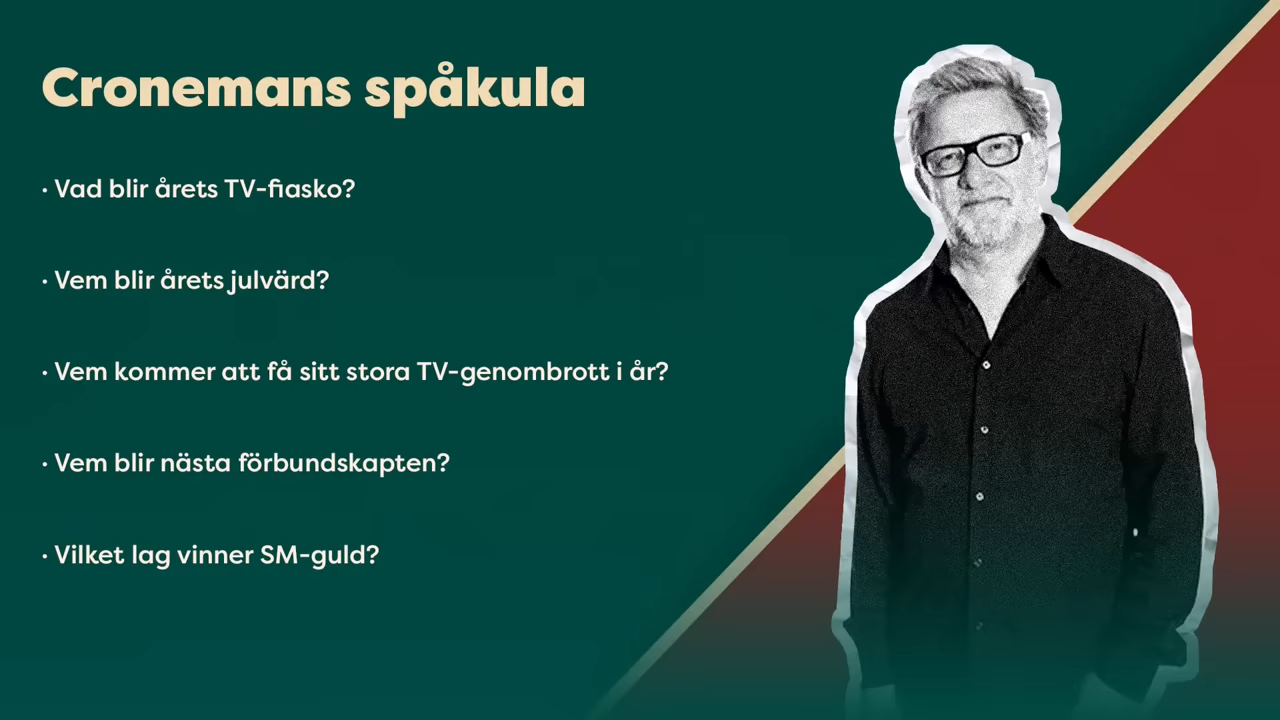 Cronemans spåkula
· Vad blir årets TV-fiasko?
· Vem blir årets julvärd?
· Vem kommer att få sitt stora TV-genombrott i år?
· Vem blir nästa förbundskapten?
· Vilket lag vinner SM-guld?